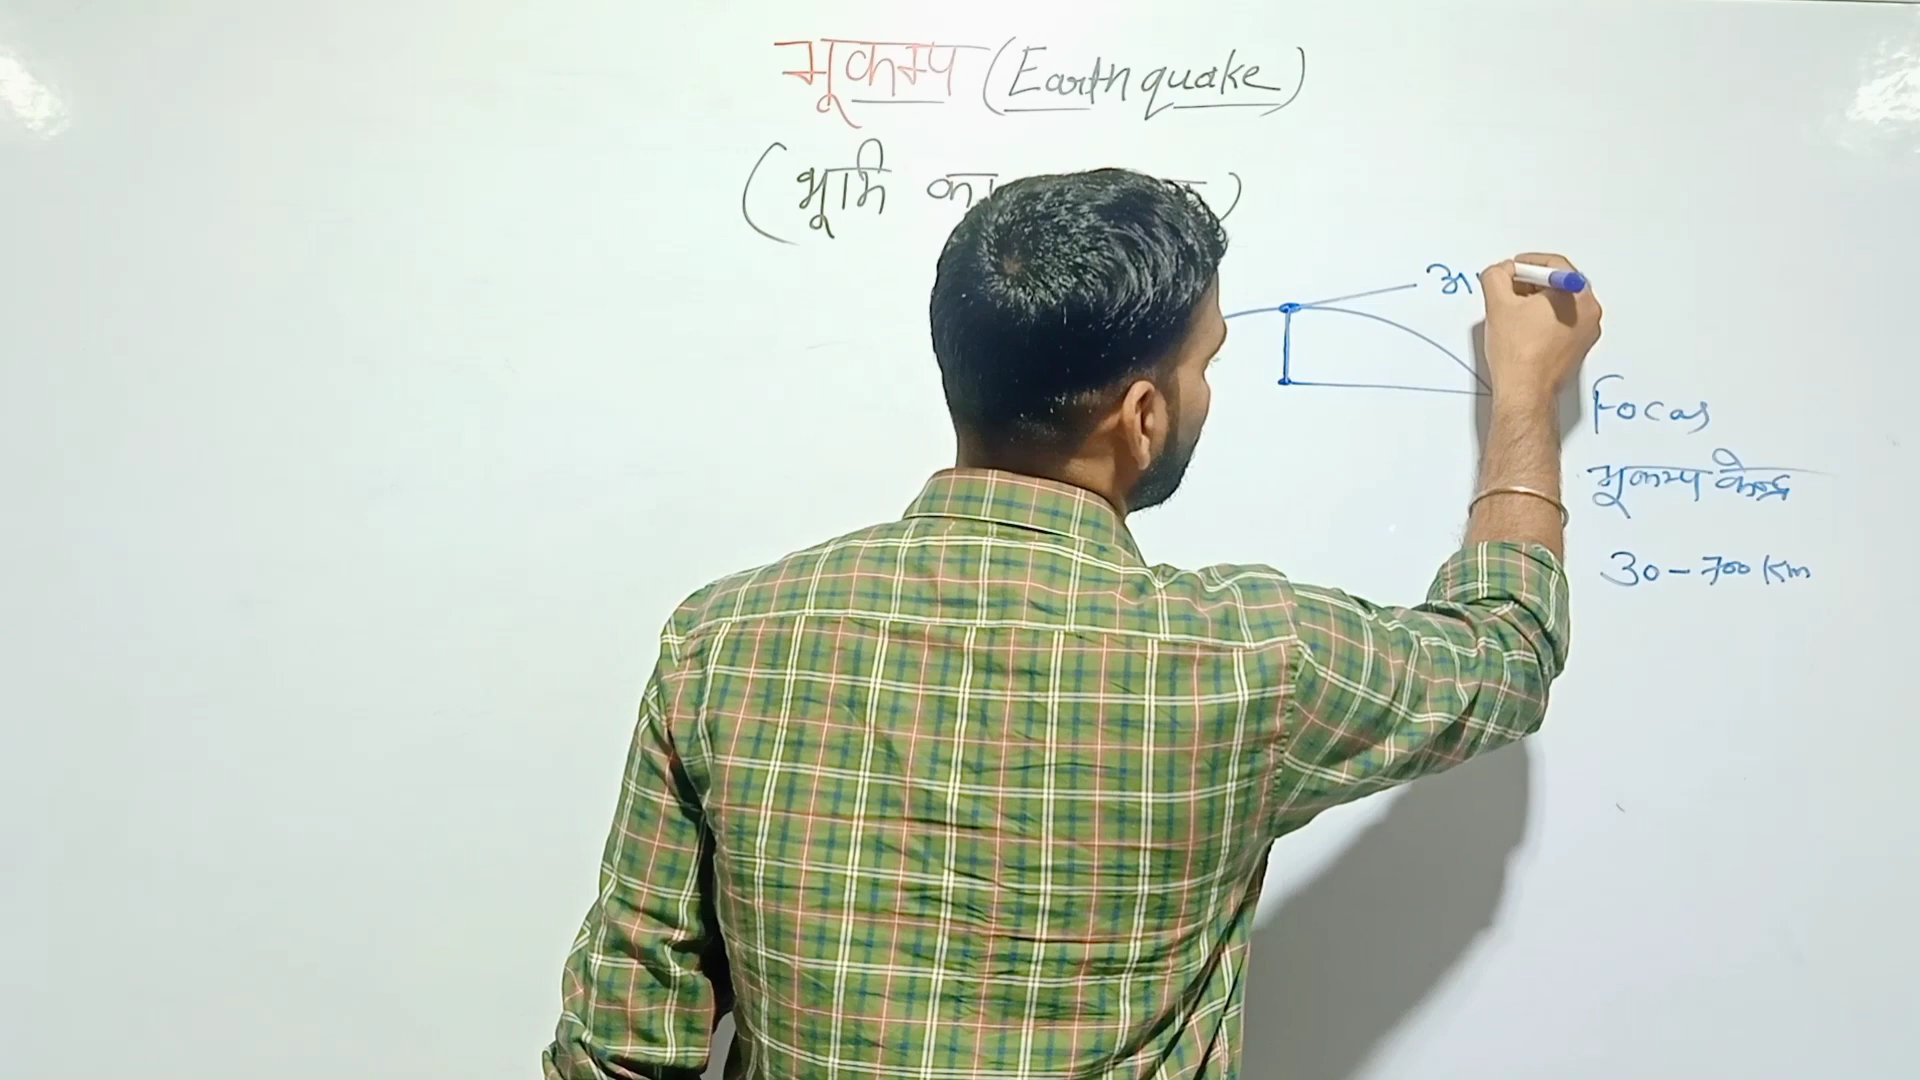 भूकम्प (Earthquake)
(भूमि का )
अ
Focas
भूकम्प केन्द्र
30-700 Km